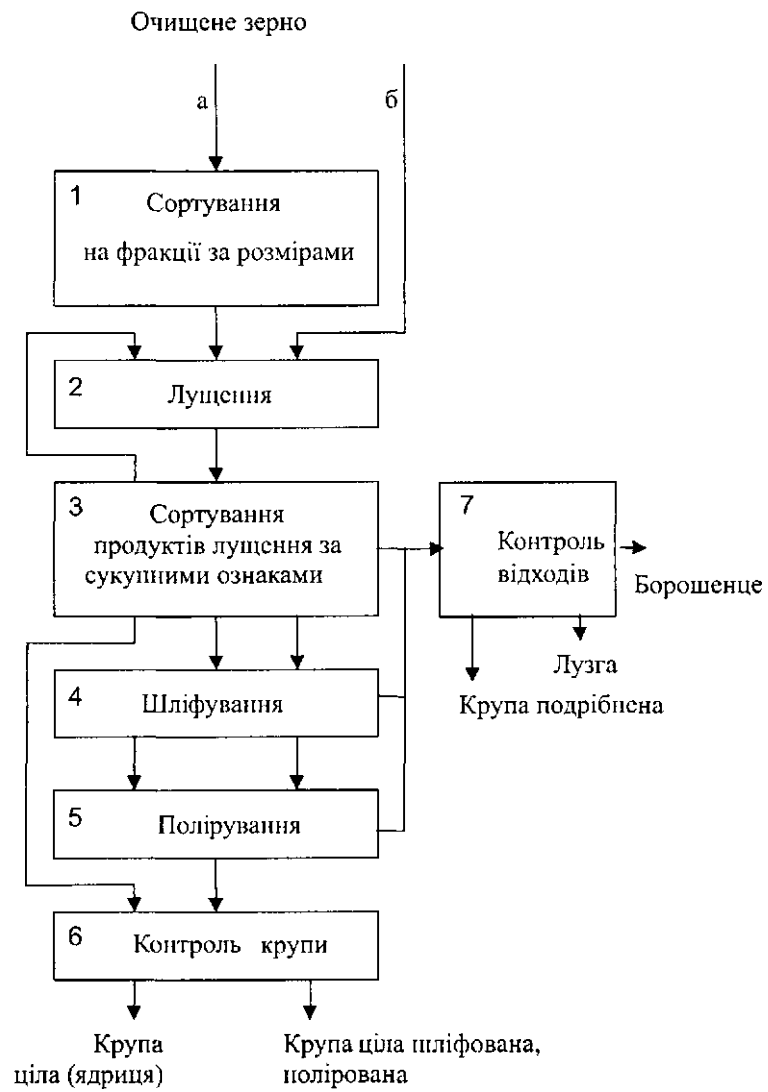 Очищене зерно
а
б
1
Сортування
на фракції за розмірами
2
Лущення
3
Сортування
продуктів лущення за
сукупними ознаками
7
Контроль
відходів
Борошенце
Лузга
Крупа подрібнена
4
Шліфування
5
Полірування
6
Контроль крупи
Крупа
ціла (ядриця)
Крупа ціла шліфована,
полірована